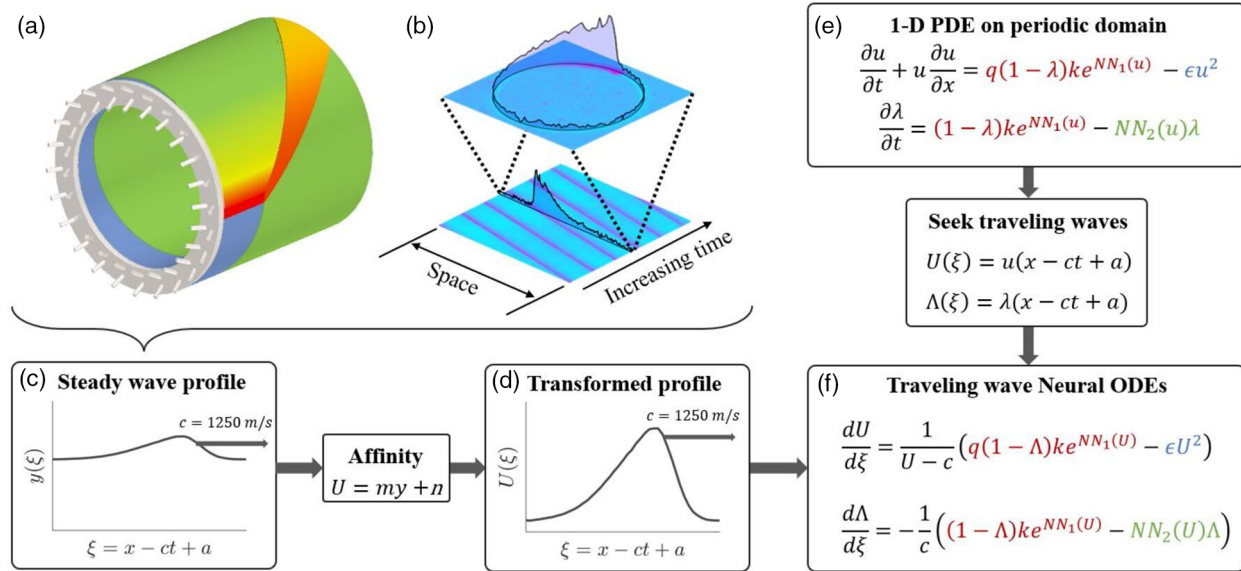 (a)
(b)
Space
Increasing time
(c) Steady wave profile
c = 1250 m/s
y(ξ)
ξ = x − ct + a
Affinity
U = my + n
(d) Transformed profile
c = 1250 m/s
U(ξ)
ξ = x − ct + a
(e) 1-D PDE on periodic domain
∂u/∂t + u ∂u/∂x = q(1 − λ)ke^{NN₁(u)} − ϵu²
∂λ/∂t = (1 − λ)ke^{NN₁(u)} − NN₂(u)λ
Seek traveling waves
U(ξ) = u(x − ct + a)
Λ(ξ) = λ(x − ct + a)
(f) Traveling wave Neural ODEs
dU/dξ = 1/(U − c) (q(1 − Λ)ke^{NN₁(U)} − ϵU²)
dΛ/dξ = −1/c ((1 − Λ)ke^{NN₁(U)} − NN₂(U)Λ)